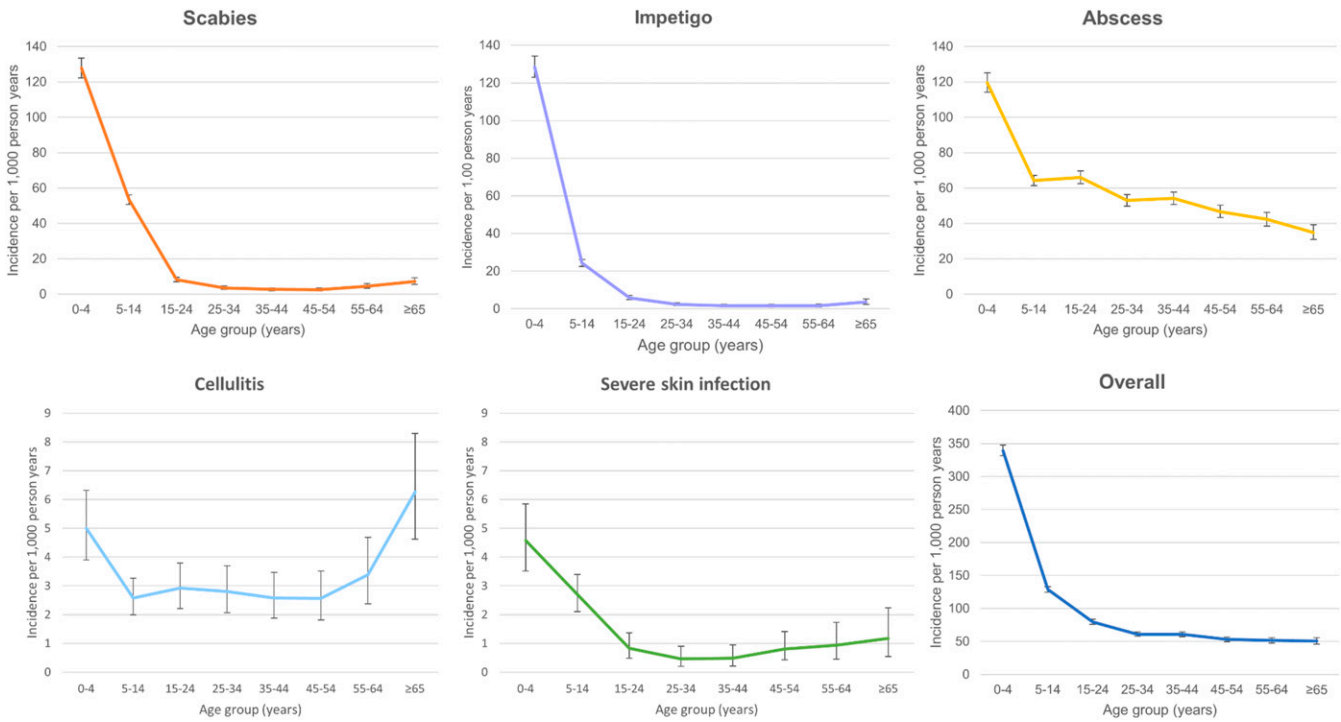 Scabies
Incidence per 1,000 person years
140
120
100
80
60
40
20
0
0-4 5-14 15-24 25-34 35-44 45-54 55-64 ≥65
Age group (years)
Impetigo
Incidence per 1,00 person years
140
120
100
80
60
40
20
0
0-4 5-14 15-24 25-34 35-44 45-54 55-64 ≥65
Age group (years)
Abscess
Incidence per 1,000 person years
140
120
100
80
60
40
20
0
0-4 5-14 15-24 25-34 35-44 45-54 55-64 ≥65
Age group (years)
Cellulitis
Incidence per 1,000 person years
9
8
7
6
5
4
3
2
1
0
0-4 5-14 15-24 25-34 35-44 45-54 55-64 ≥65
Age group (years)
Severe skin infection
Incidence per 1,000 person years
9
8
7
6
5
4
3
2
1
0
0-4 5-14 15-24 25-34 35-44 45-54 55-64 ≥65
Age group (years)
Overall
Incidence per 1,000 person years
400
350
300
250
200
150
100
50
0
0-4 5-14 15-24 25-34 35-44 45-54 55-64 ≥65
Age group (years)